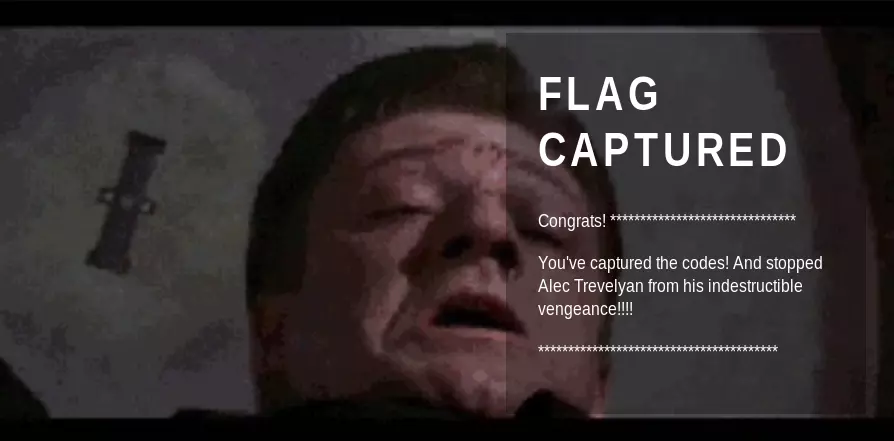 FLAG
CAPTURED
Congrats! *******************************
You've captured the codes! And stopped
Alec Trevelyan from his indestructible
vengeance!!!!
****************************************